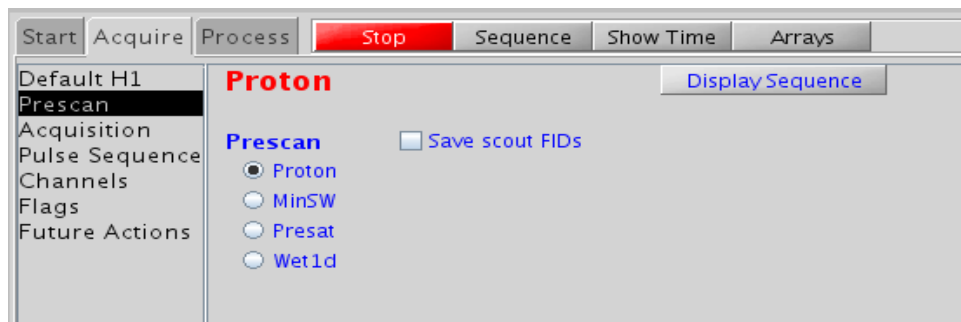 Start Acquire Process Stop Sequence Show Time Arrays
Default H1
Prescan
Acquisition
Pulse Sequence
Channels
Flags
Future Actions
Proton Display Sequence
Prescan Save scout FIDs
Proton
MinSW
Presat
Wet1d